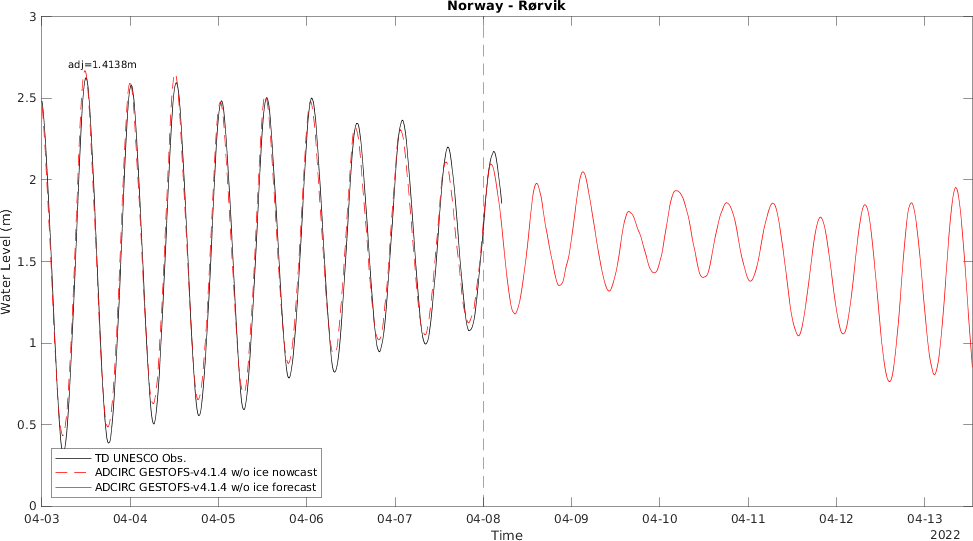 Norway - Rørvik
adj=1.4138m
Water Level (m)
3
2.5
2
1.5
1
0.5
0
TD UNESCO Obs.
ADCIRC GESTOFS-v4.1.4 w/o ice nowcast
ADCIRC GESTOFS-v4.1.4 w/o ice forecast
04-03 04-04 04-05 04-06 04-07 04-08 04-09 04-10 04-11 04-12 04-13
Time
2022